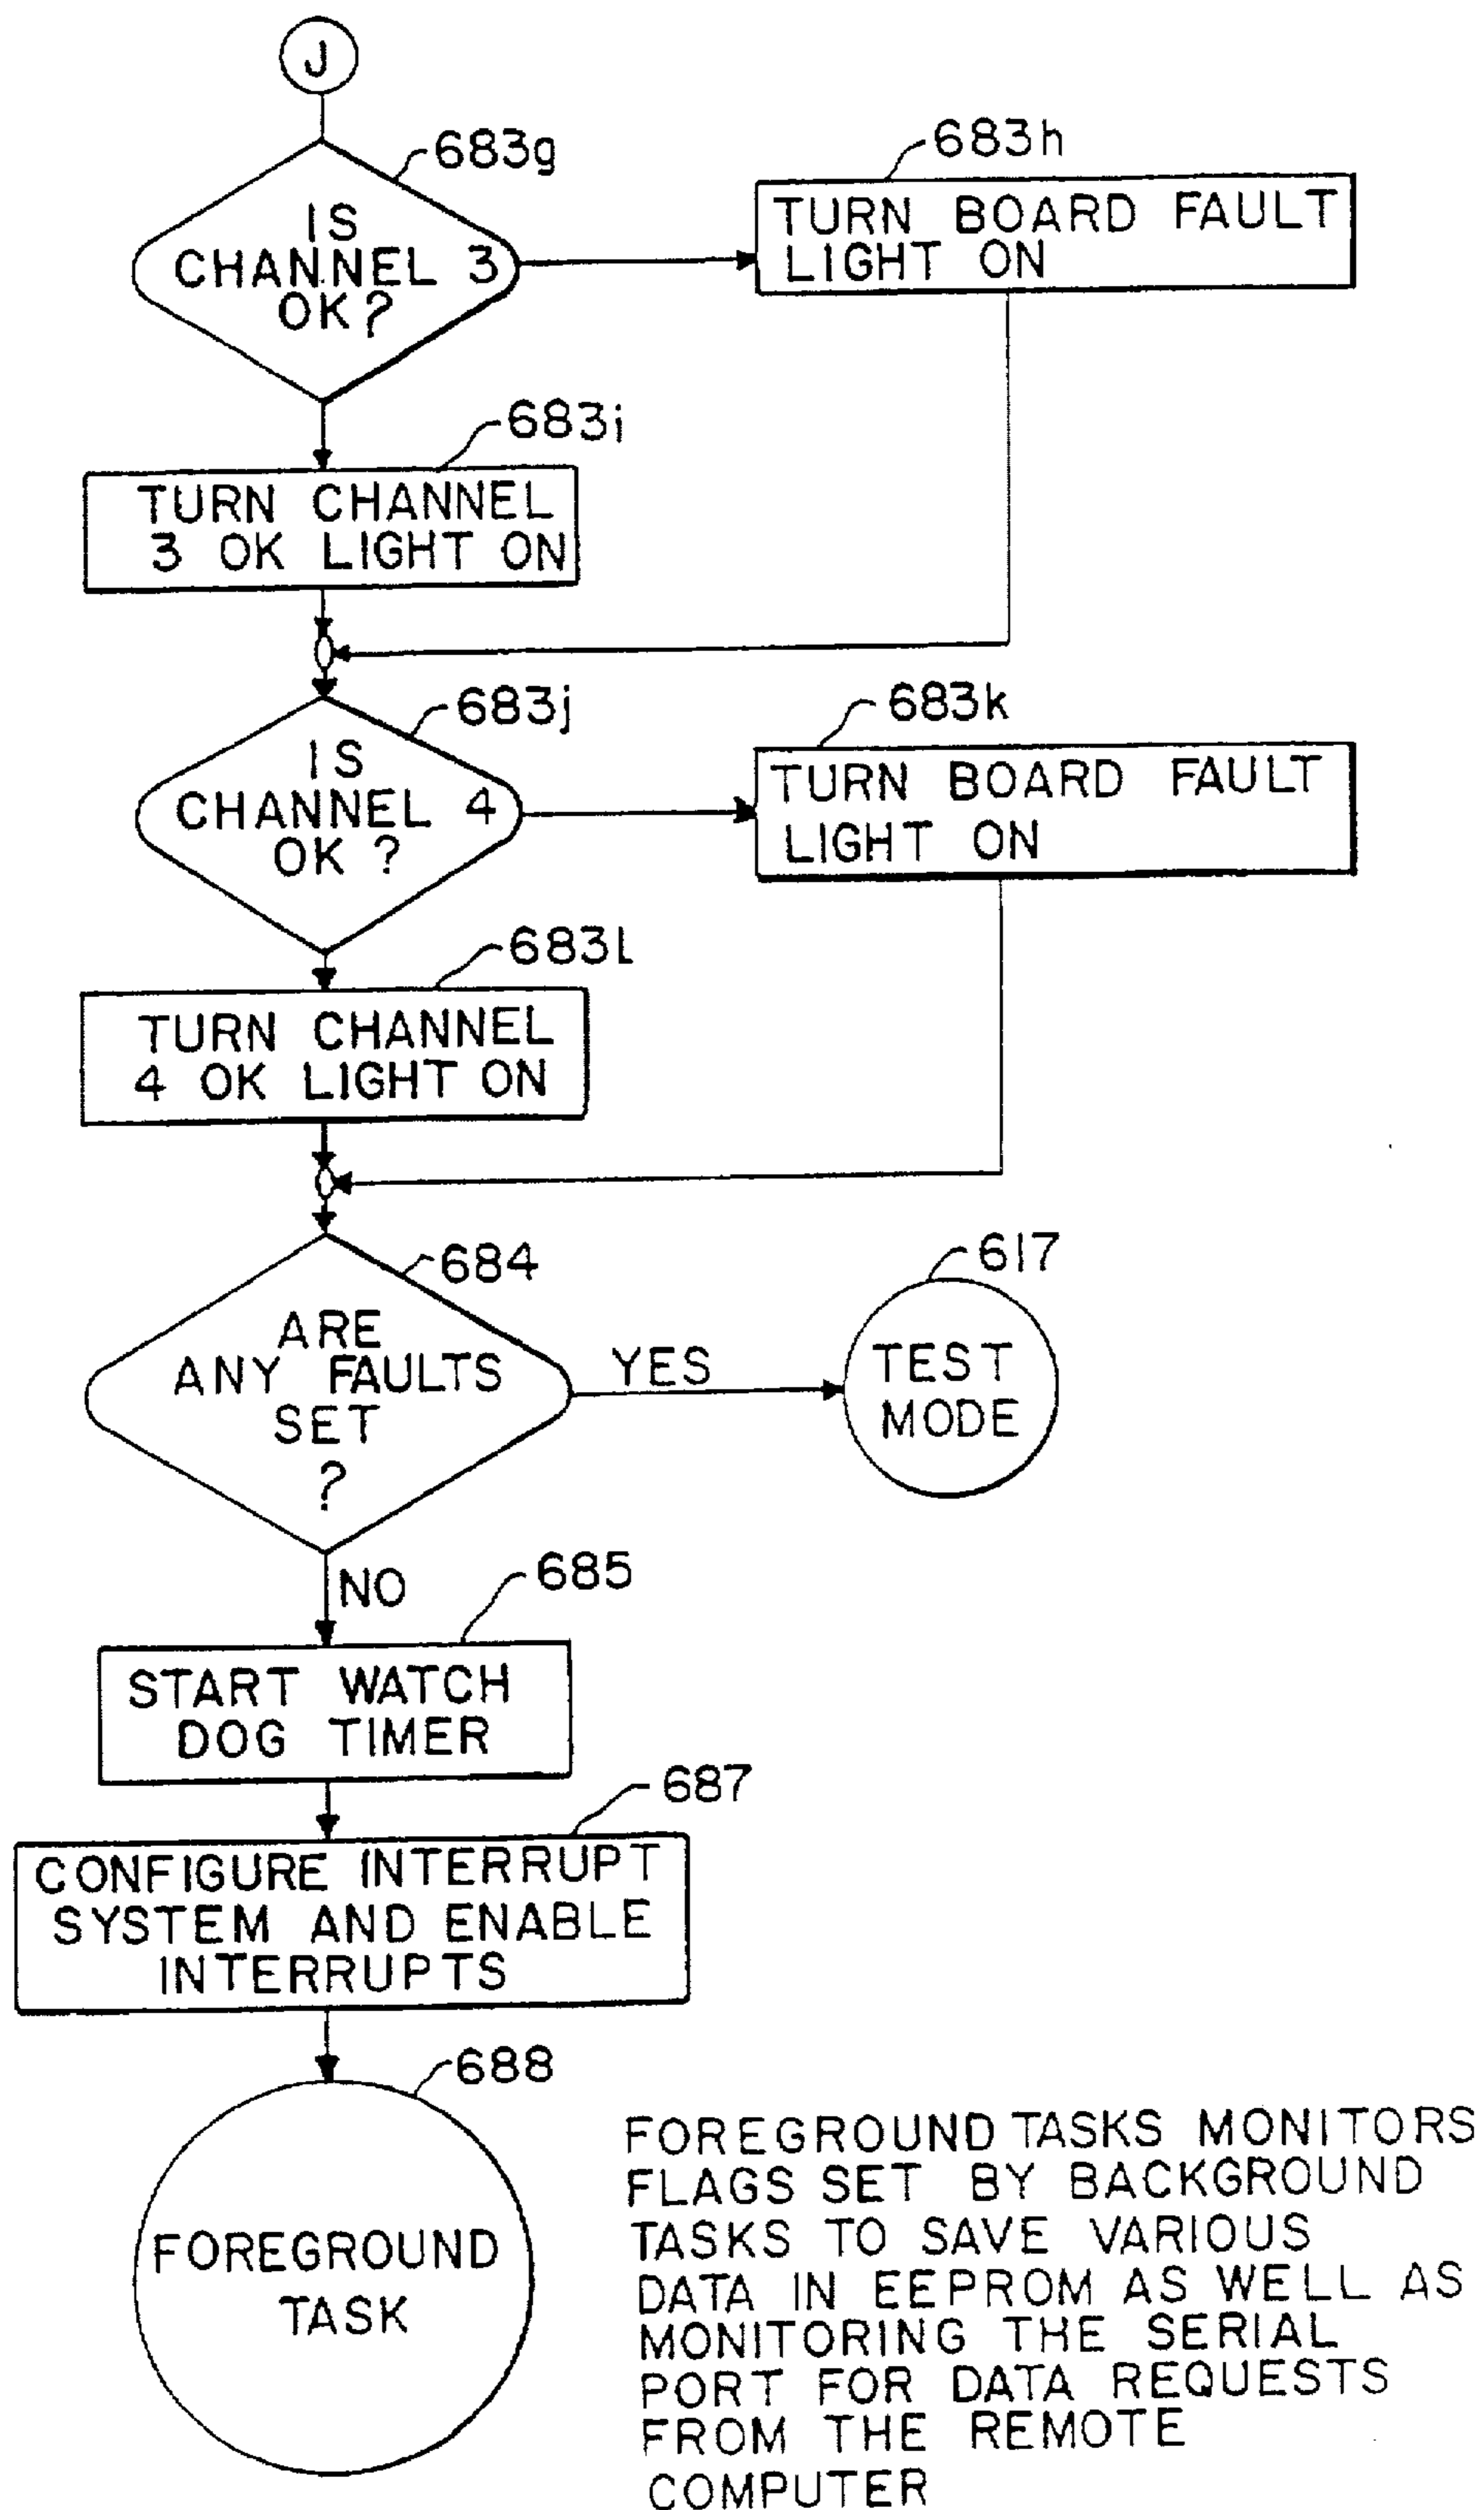 J
683g
IS
CHANNEL 3
OK?
683h
TURN BOARD FAULT
LIGHT ON
683i
TURN CHANNEL
3 OK LIGHT ON
683j
IS
CHANNEL 4
OK?
683k
TURN BOARD FAULT
LIGHT ON
683l
TURN CHANNEL
4 OK LIGHT ON
684
ARE
ANY FAULTS
SET
?
YES
617
TEST
MODE
NO
685
START WATCH
DOG TIMER
687
CONFIGURE INTERRUPT
SYSTEM AND ENABLE
INTERRUPTS
688
FOREGROUND
TASK
FOREGROUND TASKS MONITORS
FLAGS SET BY BACKGROUND
TASKS TO SAVE VARIOUS
DATA IN EEPROM AS WELL AS
MONITORING THE SERIAL
PORT FOR DATA REQUESTS
FROM THE REMOTE
COMPUTER